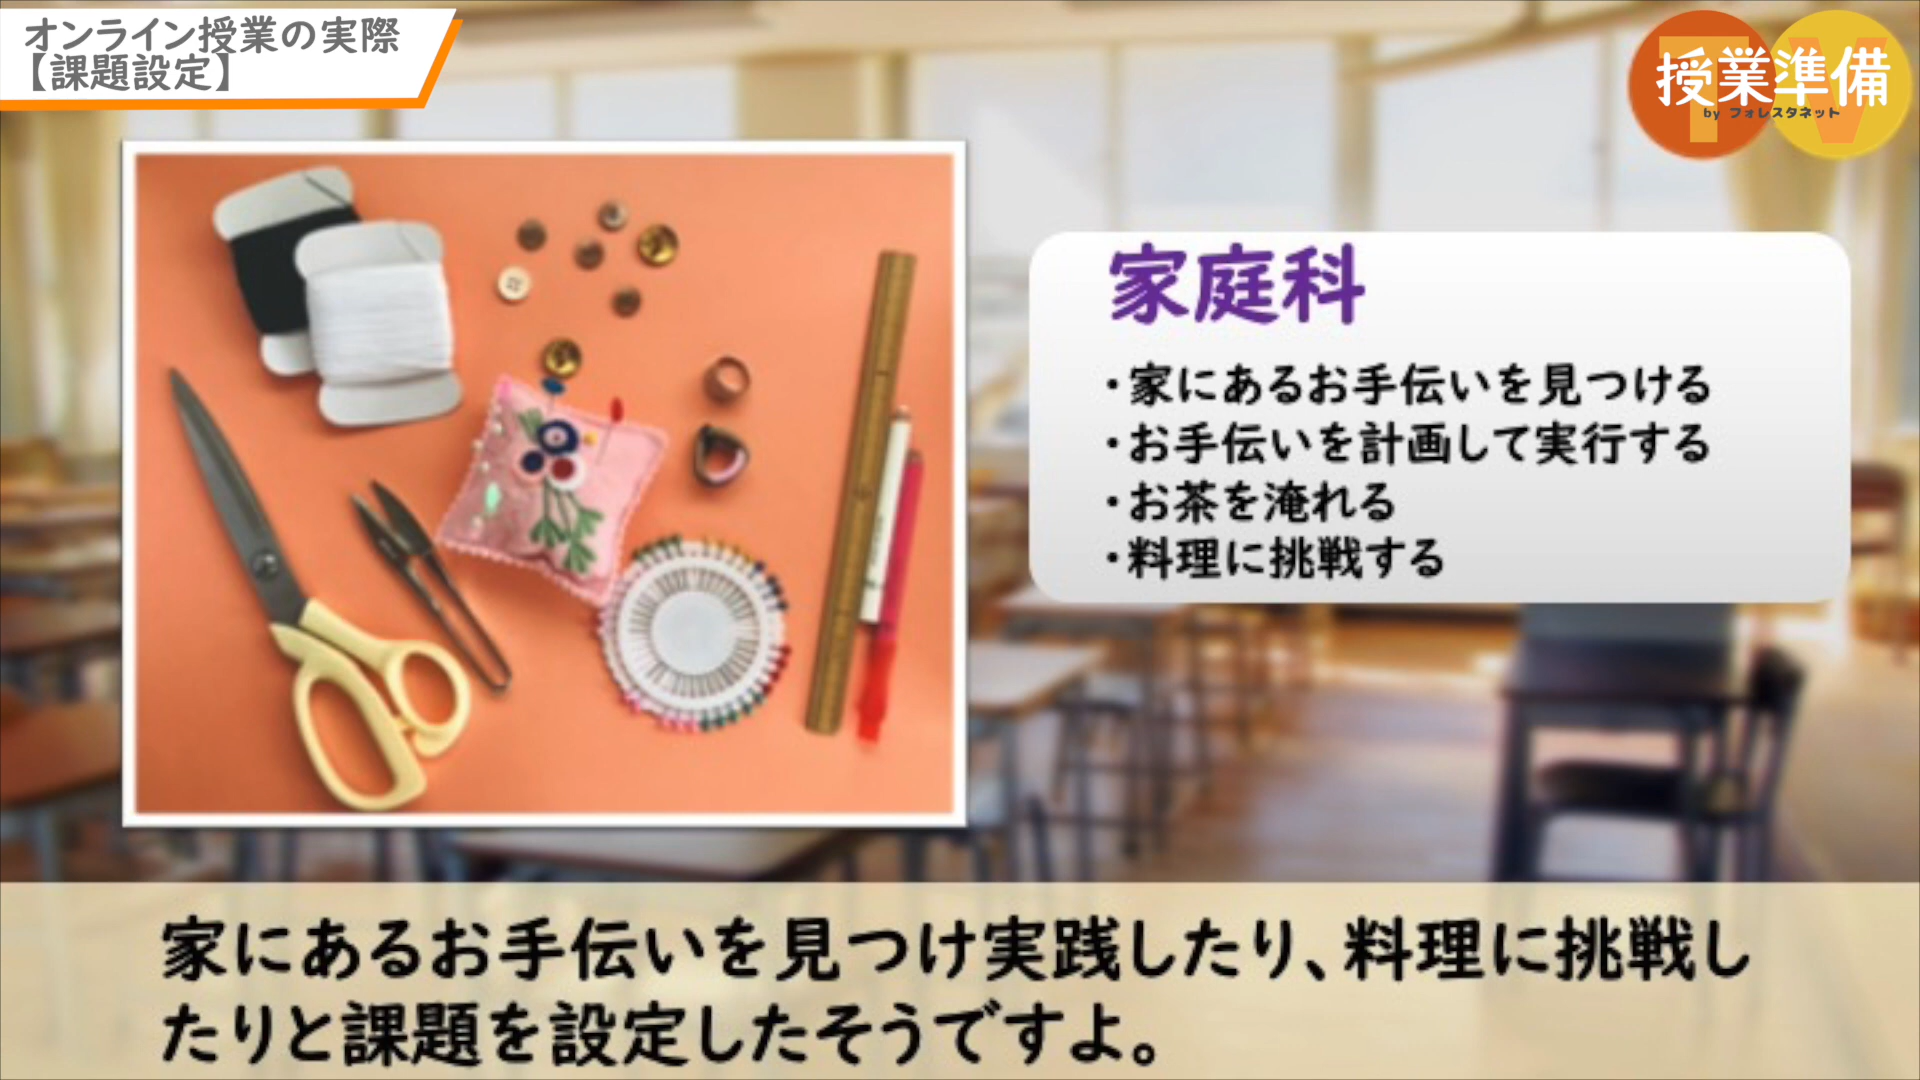 オンライン授業の実際
【課題設定】
授業準備
TV
by フォレスタネット
家庭科
・家にあるお手伝いを見つける
・お手伝いを計画して実行する
・お茶を淹れる
・料理に挑戦する
家にあるお手伝いを見つけ実践したり、料理に挑戦し
たりと課題を設定したそうですよ。